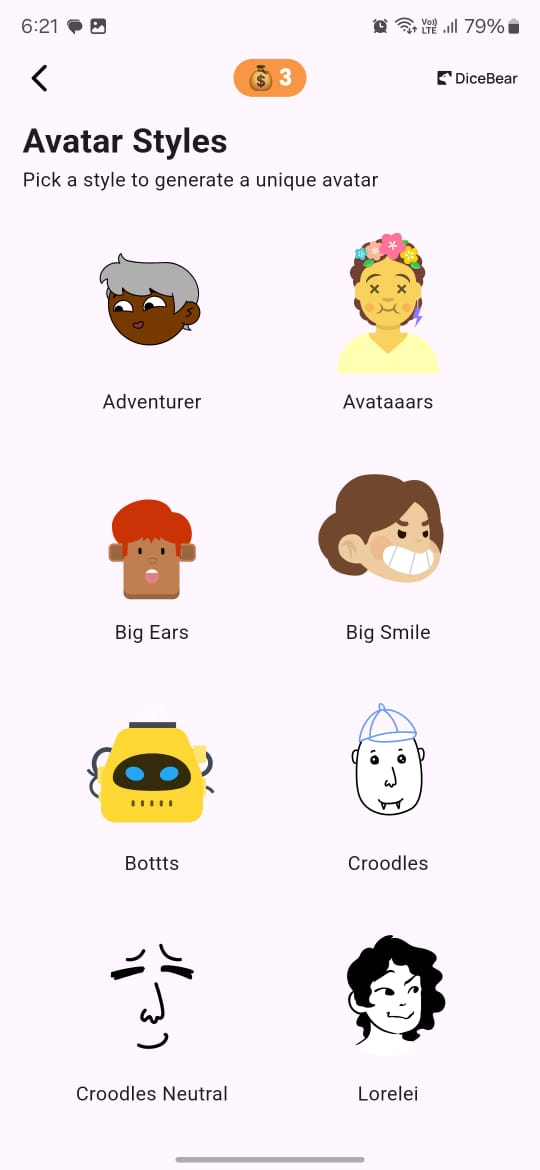 6:21
Vo))
LTE
79%
3
DiceBear
Avatar Styles
Pick a style to generate a unique avatar
Adventurer
Avataaars
Big Ears
Big Smile
Bottts
Croodles
Croodles Neutral
Lorelei